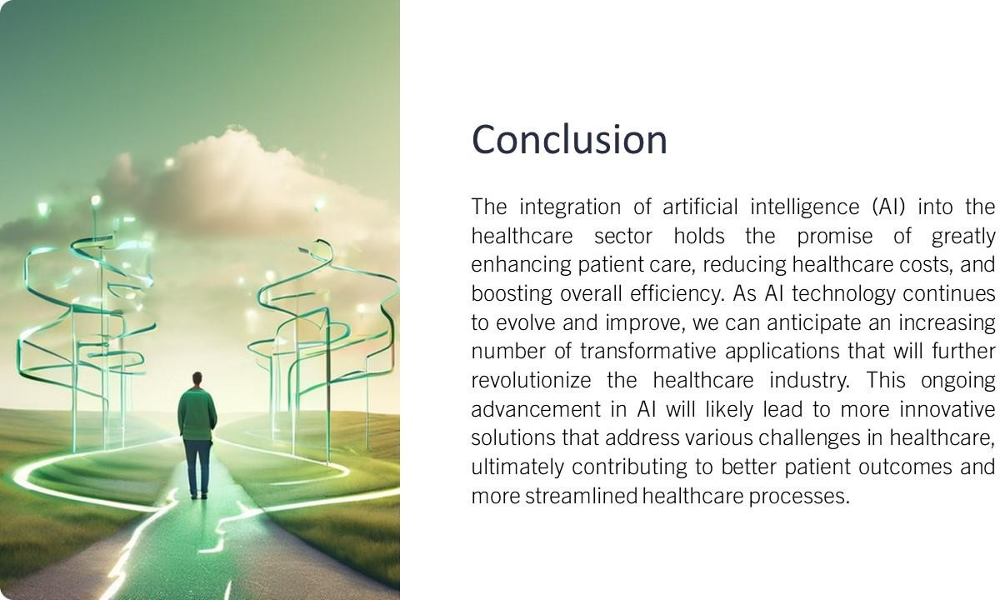 Conclusion
The integration of artificial intelligence (AI) into the
healthcare sector holds the promise of greatly
enhancing patient care, reducing healthcare costs, and
boosting overall efficiency. As AI technology continues
to evolve and improve, we can anticipate an increasing
number of transformative applications that will further
revolutionize the healthcare industry. This ongoing
advancement in AI will likely lead to more innovative
solutions that address various challenges in healthcare,
ultimately contributing to better patient outcomes and
more streamlined healthcare processes.